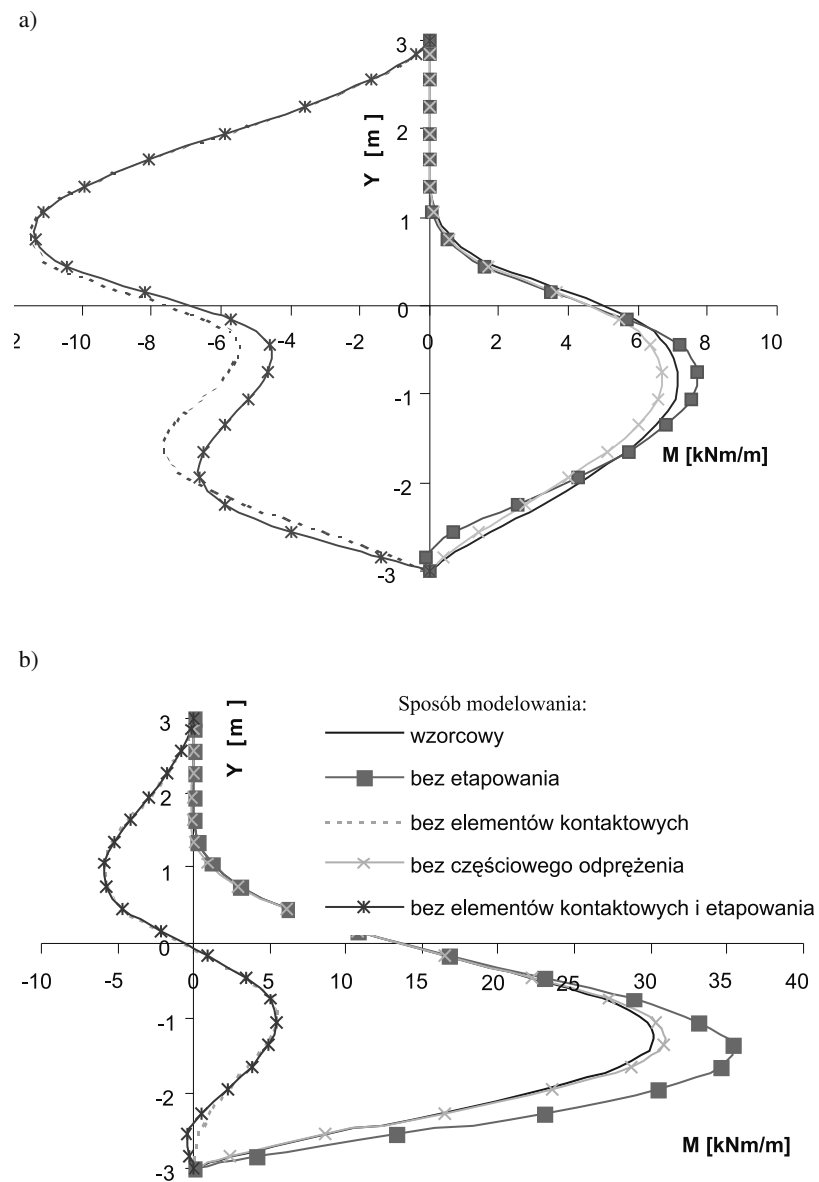 a)
3
2
1
0
-1
-2
-3
Y [m ]
2 -10 -8 -6 -4 -2 0 2 4 6 8 10
M [kNm/m]
b)
3
2
1
0
-1
-2
-3
Y [m ]
Sposób modelowania:
wzorcowy
bez etapowania
bez elementów kontaktowych
bez częściowego odprężenia
bez elementów kontaktowych i etapowania
-10 -5 0 5 10 15 20 25 30 35 40
M [kNm/m]